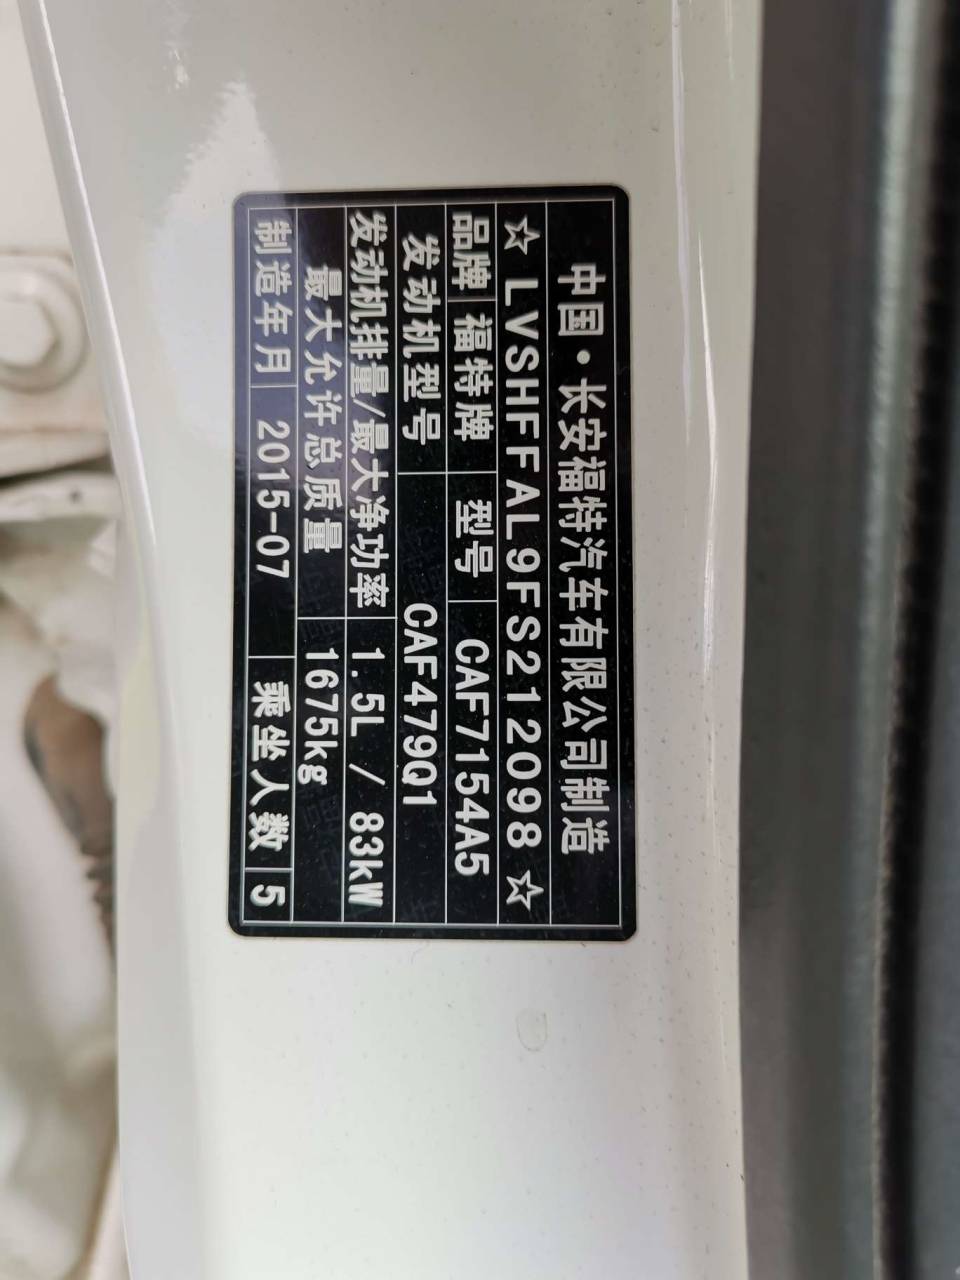 中国·长安福特汽车有限公司制造
☆LVSHFFAL9FS212098☆
品牌 福特牌 型号 CAF7154A5
发动机型号 CAF479Q1
发动机排量/最大净功率 1.5L / 83kW
最大允许总质量 1675kg
制造年月 2015-07 乘坐人数 5